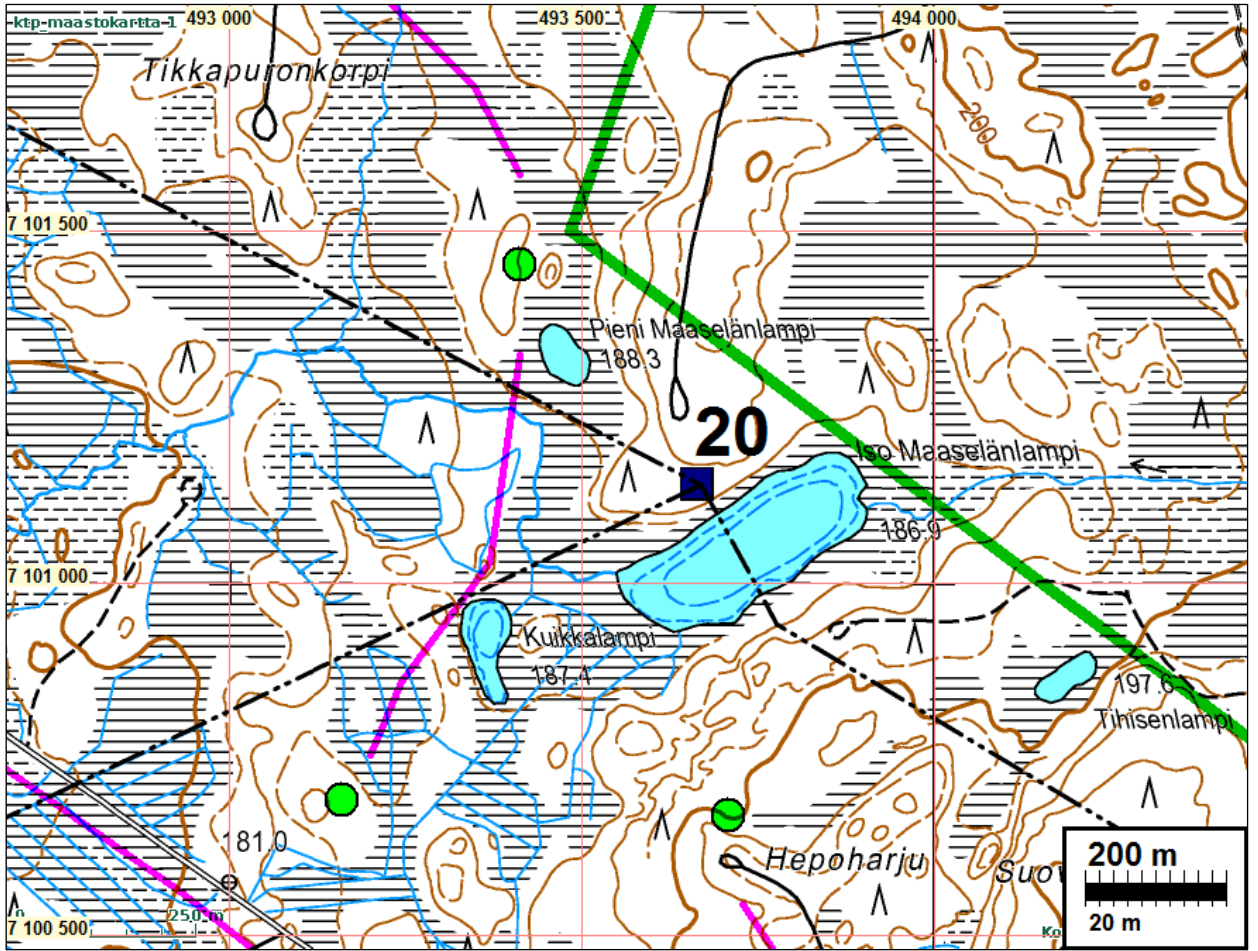 ktp_maastokartta-1
493 000
493 500
494 000
Tikkapuronkorpi
200
7 101 500
Pieni Maaselänlampi
188.3
20
Iso Maaselänlampi
186.9
7 101 000
Kuikkalampi
187.4
197.6
Tihisenlampi
181.0
Hepoharju
200 m
20 m
0
250 m
7 100 500